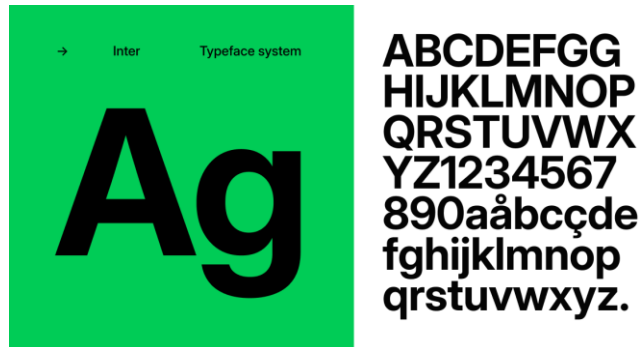 → Inter Typeface system
Ag
ABCDEFGG
HIJKLMNOP
QRSTUVWX
YZ1234567
890aåbcçde
fghijklmnop
qrstuvwxyz.